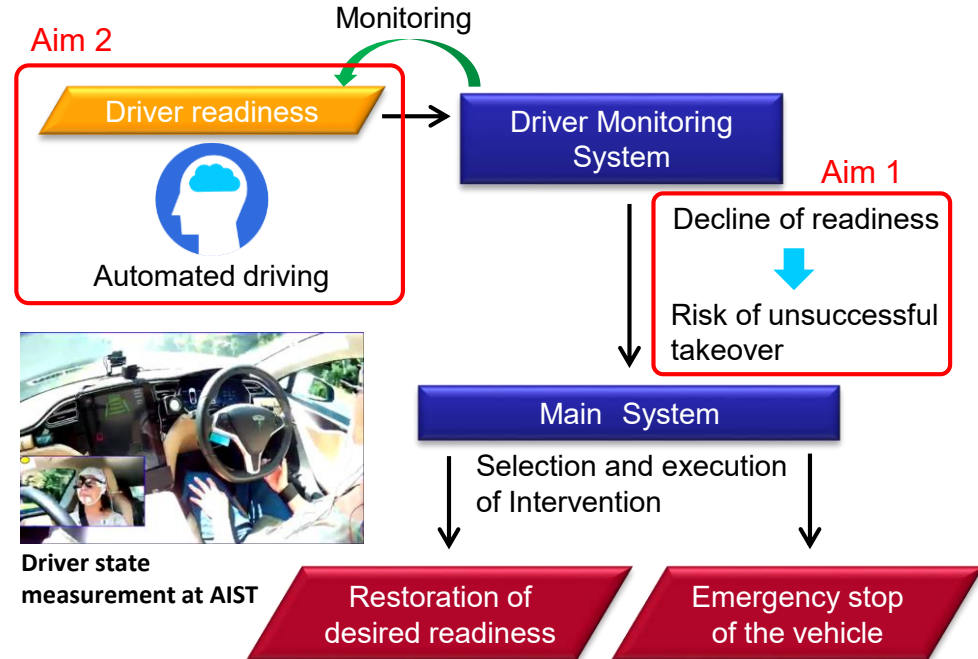 Monitoring
Aim 2
Driver readiness
Automated driving
Driver Monitoring
System
Aim 1
Decline of readiness
Risk of unsuccessful
takeover
Main System
Selection and execution
of Intervention
Driver state
measurement at AIST
Restoration of
desired readiness
Emergency stop
of the vehicle